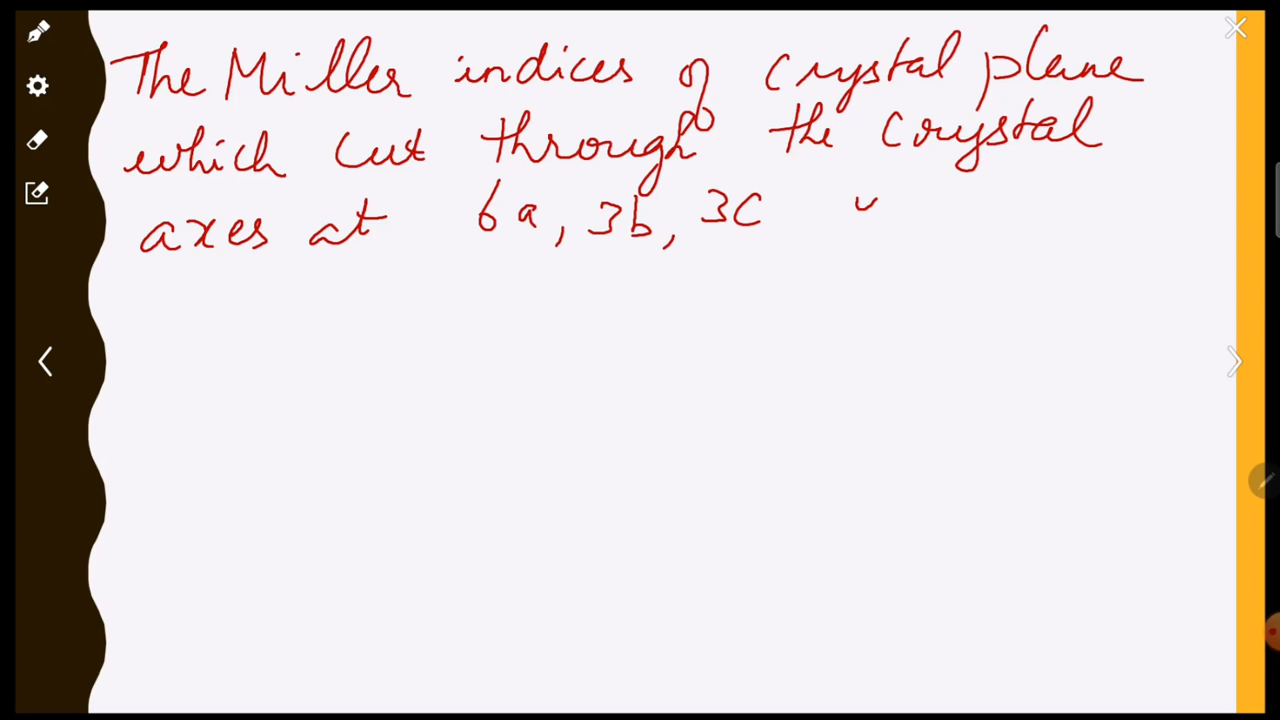 The Miller indices of crystal plane
which cut through the crystal
axes at 6a, 3b, 3c